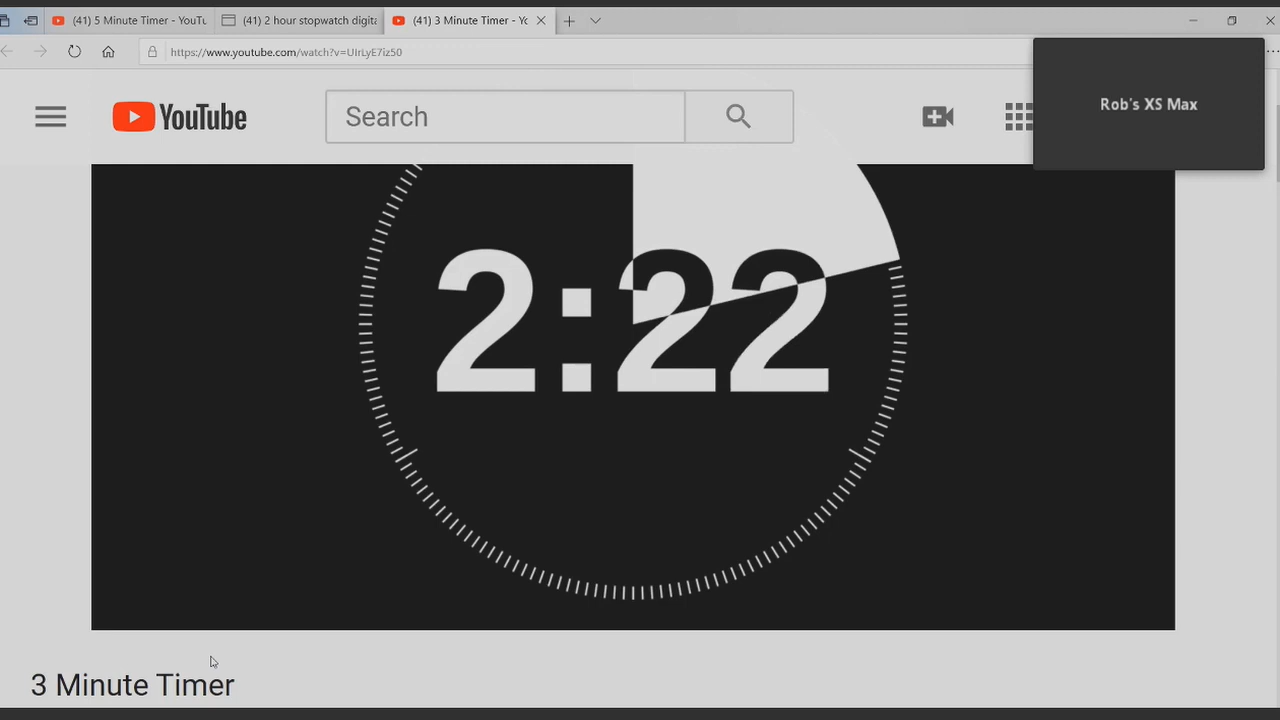 (41) 5 Minute Timer - YouTu
(41) 2 hour stopwatch digita
(41) 3 Minute Timer - Yo
https://www.youtube.com/watch?v=UIrLyE7iz50
YouTube
Search
Rob's XS Max
2:22
3 Minute Timer